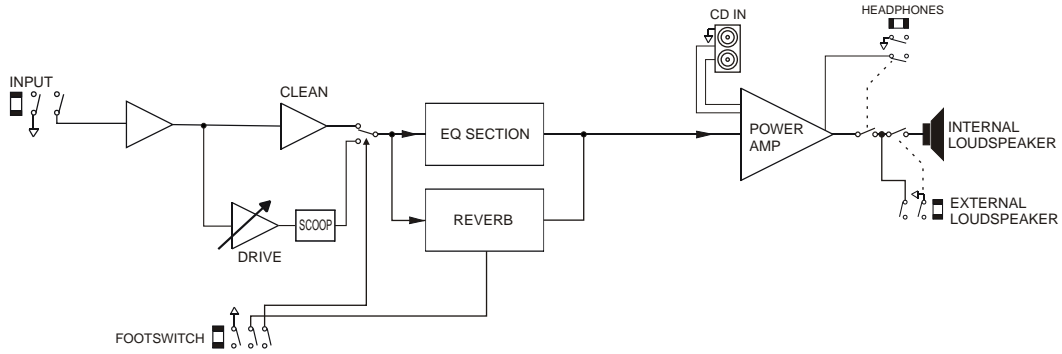 CD IN
HEADPHONES
INPUT
CLEAN
EQ SECTION
POWER
AMP
INTERNAL
LOUDSPEAKER
REVERB
SCOOP
DRIVE
EXTERNAL
LOUDSPEAKER
FOOTSWITCH